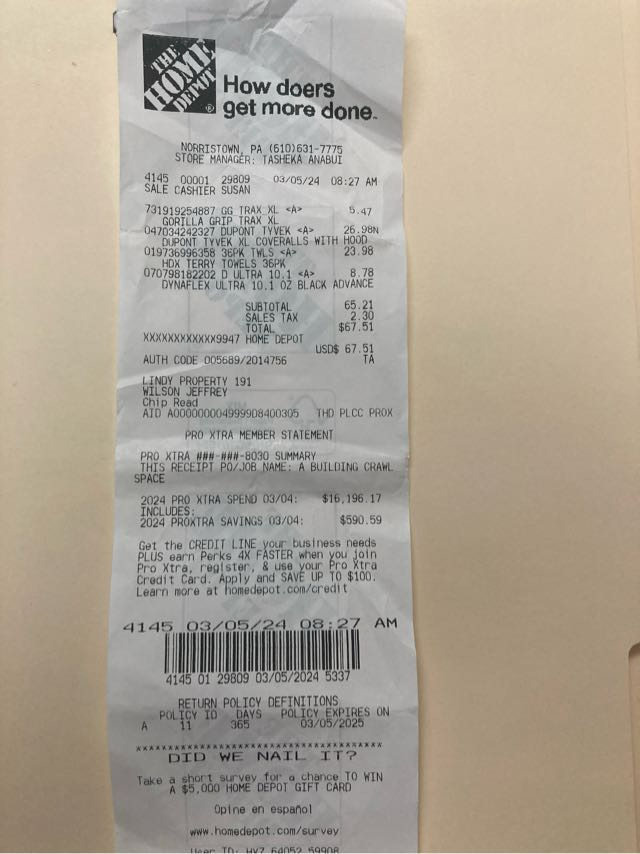 THE
HOME
DEPOT
How doers
get more done.
NORRISTOWN, PA (610)631-7775
STORE MANAGER: TASHEKA ANABUI
4145 00001 29809 03/05/24 08:27 AM
SALE CASHIER SUSAN
731919254887 GG TRAX XL <A> 5.47
GORILLA GRIP TRAX XL
047034242327 DUPONT TYVEK <A> 26.98N
DUPONT TYVEK XL COVERALLS WITH HOOD
019736996358 36PK TWLS <A> 23.98
HDX TERRY TOWELS 36PK
070798182202 D ULTRA 10.1 <A> 8.78
DYNAFLEX ULTRA 10.1 OZ BLACK ADVANCE
SUBTOTAL 65.21
SALES TAX 2.30
TOTAL $67.51
XXXXXXXXXXXX9947 HOME DEPOT
USD$ 67.51
AUTH CODE 005689/2014756 TA
LINDY PROPERTY 191
WILSON JEFFREY
Chip Read
AID A0000000049999D8400305 THD PLCC PROX
PRO XTRA MEMBER STATEMENT
PRO XTRA ###-###-8030 SUMMARY
THIS RECEIPT PO/JOB NAME: A BUILDING CRAWL
SPACE
2024 PRO XTRA SPEND 03/04: $16,196.17
INCLUDES:
2024 PROXTRA SAVINGS 03/04: $590.59
Get the CREDIT LINE your business needs
PLUS earn Perks 4X FASTER when you join
Pro Xtra, register, & use your Pro Xtra
Credit Card. Apply and SAVE UP TO $100.
Learn more at homedepot.com/credit
4145 03/05/24 08:27 AM
4145 01 29809 03/05/2024 5337
RETURN POLICY DEFINITIONS
POLICY ID DAYS POLICY EXPIRES ON
A 11 365 03/05/2025
DID WE NAIL IT?
Take a short survey for a chance TO WIN
A $5,000 HOME DEPOT GIFT CARD
Opine en español
www.homedepot.com/survey
User ID: HV7 64052 59908